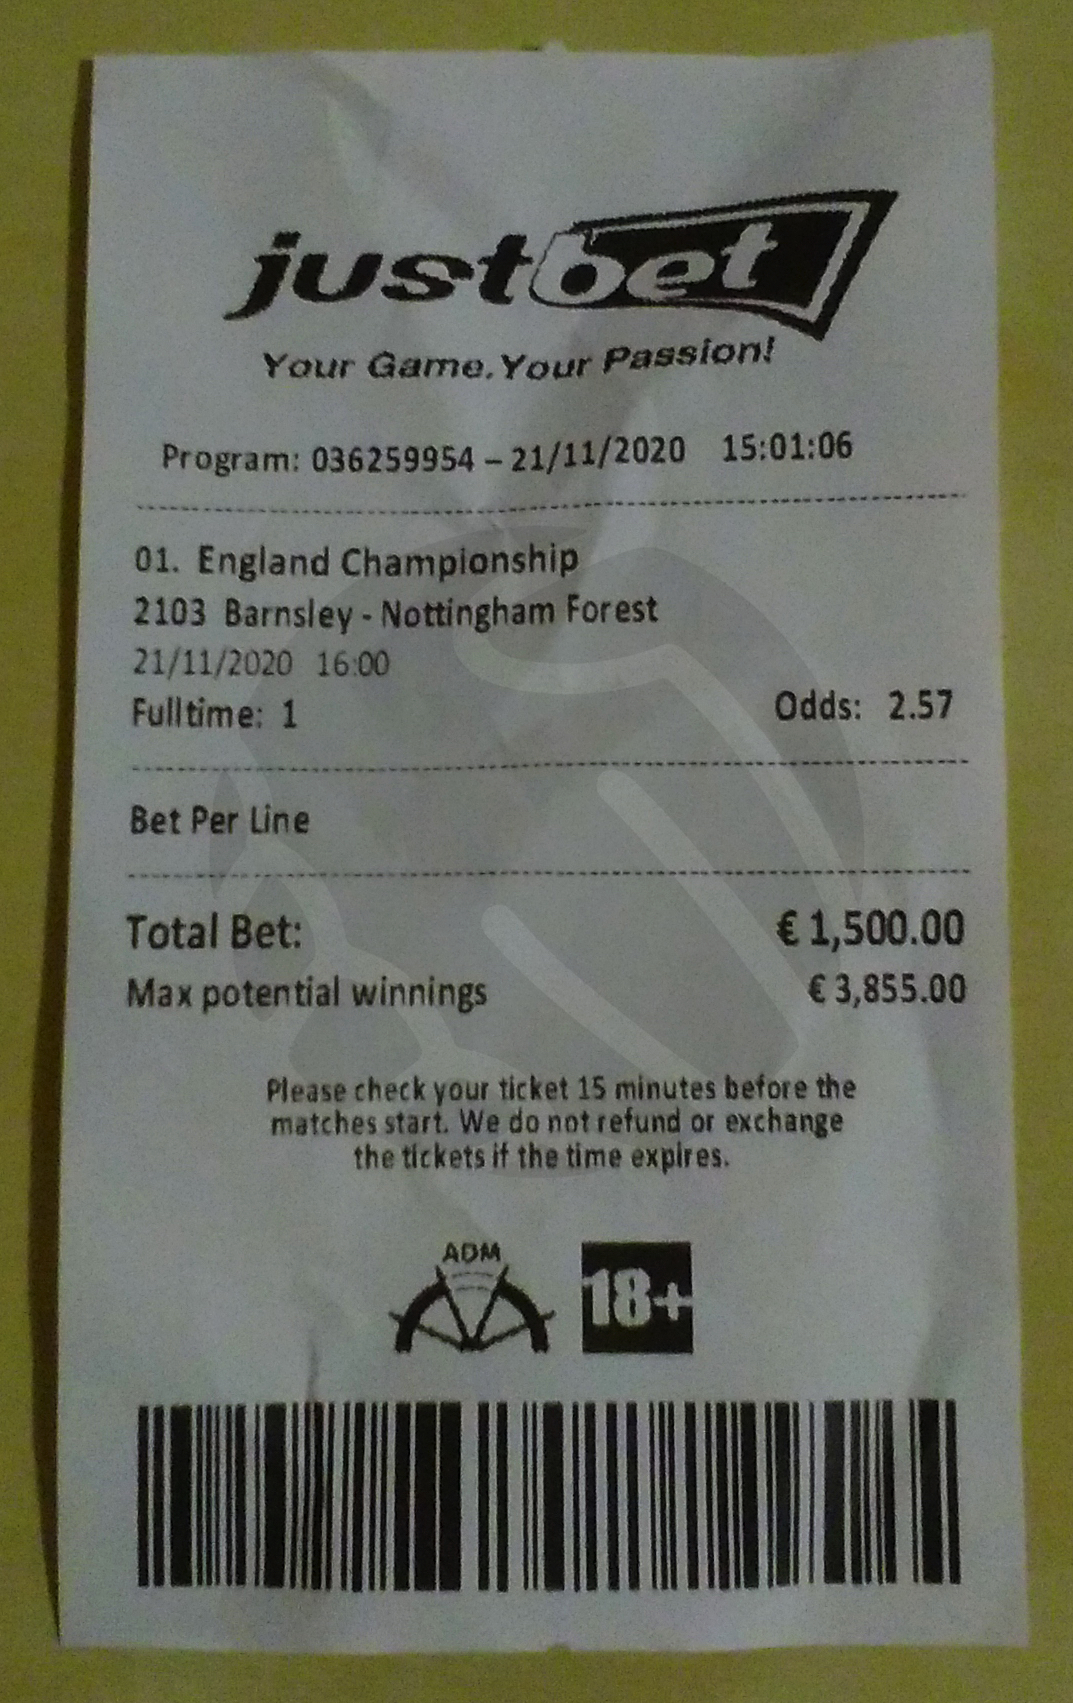 justbet
Your Game. Your Passion!
Program: 036259954 – 21/11/2020 15:01:06
01. England Championship
2103 Barnsley - Nottingham Forest
21/11/2020 16:00
Fulltime: 1 Odds: 2.57
Bet Per Line
Total Bet: € 1,500.00
Max potential winnings € 3,855.00
Please check your ticket 15 minutes before the
matches start. We do not refund or exchange
the tickets if the time expires.
ADM
18+